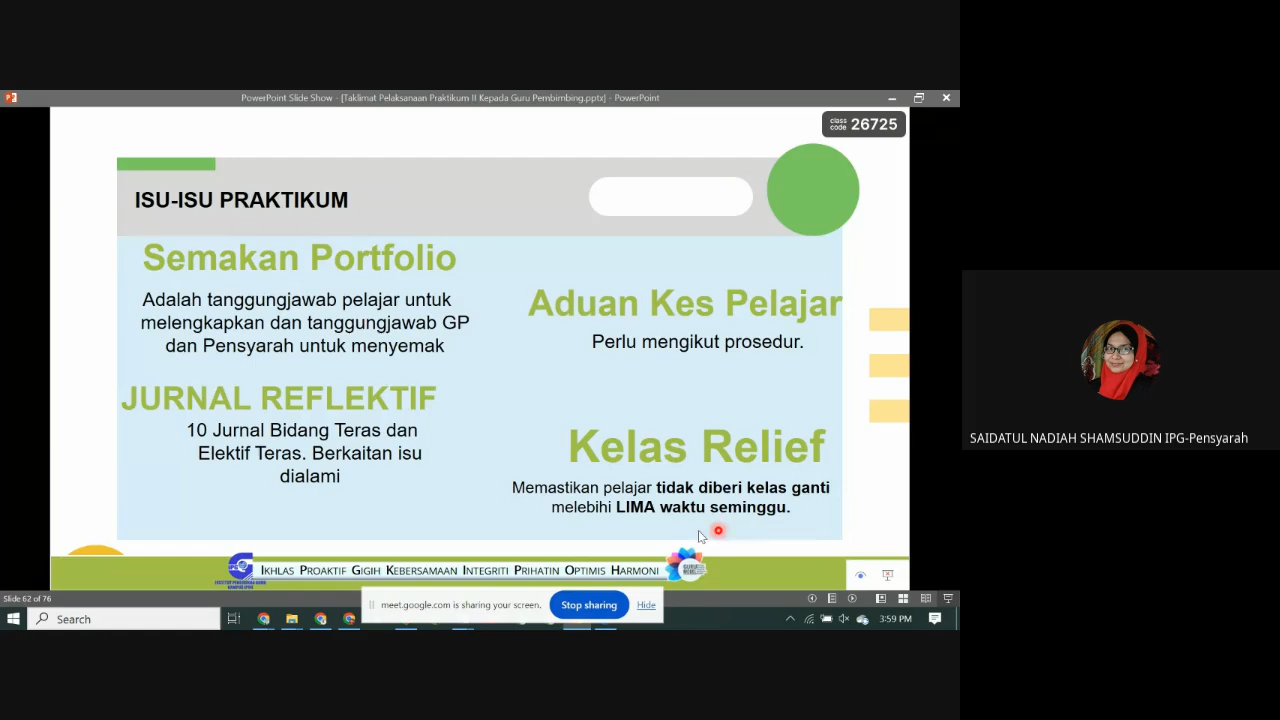 PowerPoint Slide Show - [Taklimat Pelaksanaan Praktikum II Kepada Guru Pembimbing.pptx] - PowerPoint
class code 26725
ISU-ISU PRAKTIKUM
Semakan Portfolio
Adalah tanggungjawab pelajar untuk
melengkapkan dan tanggungjawab GP
dan Pensyarah untuk menyemak
Aduan Kes Pelajar
Perlu mengikut prosedur.
JURNAL REFLEKTIF
10 Jurnal Bidang Teras dan
Elektif Teras. Berkaitan isu
dialami
Kelas Relief
Memastikan pelajar tidak diberi kelas ganti
melebihi LIMA waktu seminggu.
SAIDATUL NADIAH SHAMSUDDIN IPG-Pensyarah
IKHLAS PROAKTIF GIGIH KEBERSAMAAN INTEGRITI PRIHATIN OPTIMIS HARMONI
Slide 62 of 76
meet.google.com is sharing your screen.
Stop sharing
Hide
Search
3:59 PM